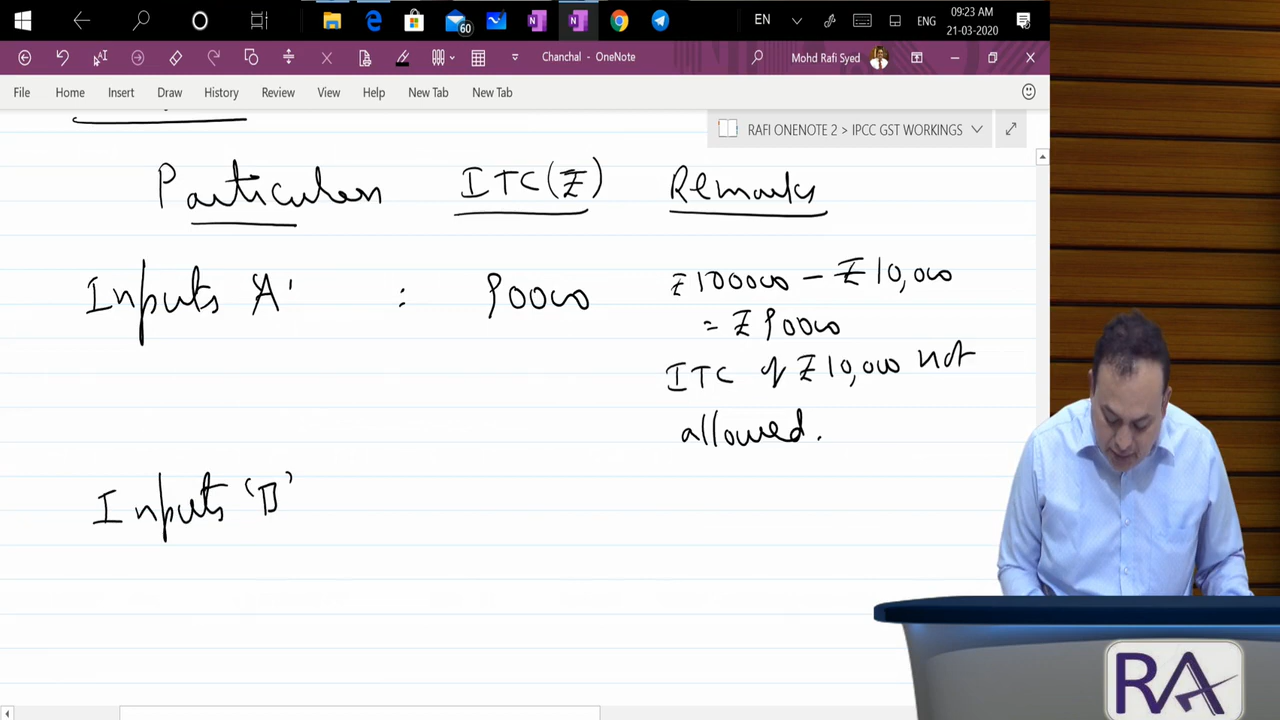 60
EN
ENG
09:23 AM
21-03-2020
Chanchal - OneNote
Mohd Rafi Syed
File Home Insert Draw History Review View Help New Tab New Tab
RAFI ONENOTE 2 > IPCC GST WORKINGS
Particulars ITC(₹) Remarks
Inputs 'A' : 90000 ₹100000 - ₹10,000
= ₹90000
ITC of ₹10,000 not
allowed.
Inputs 'B'
RA